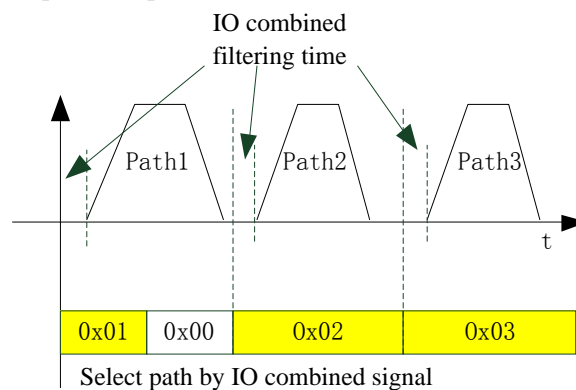 IO combined
filtering time
Path1
Path2
Path3
t
0x01
0x00
0x02
0x03
Select path by IO combined signal